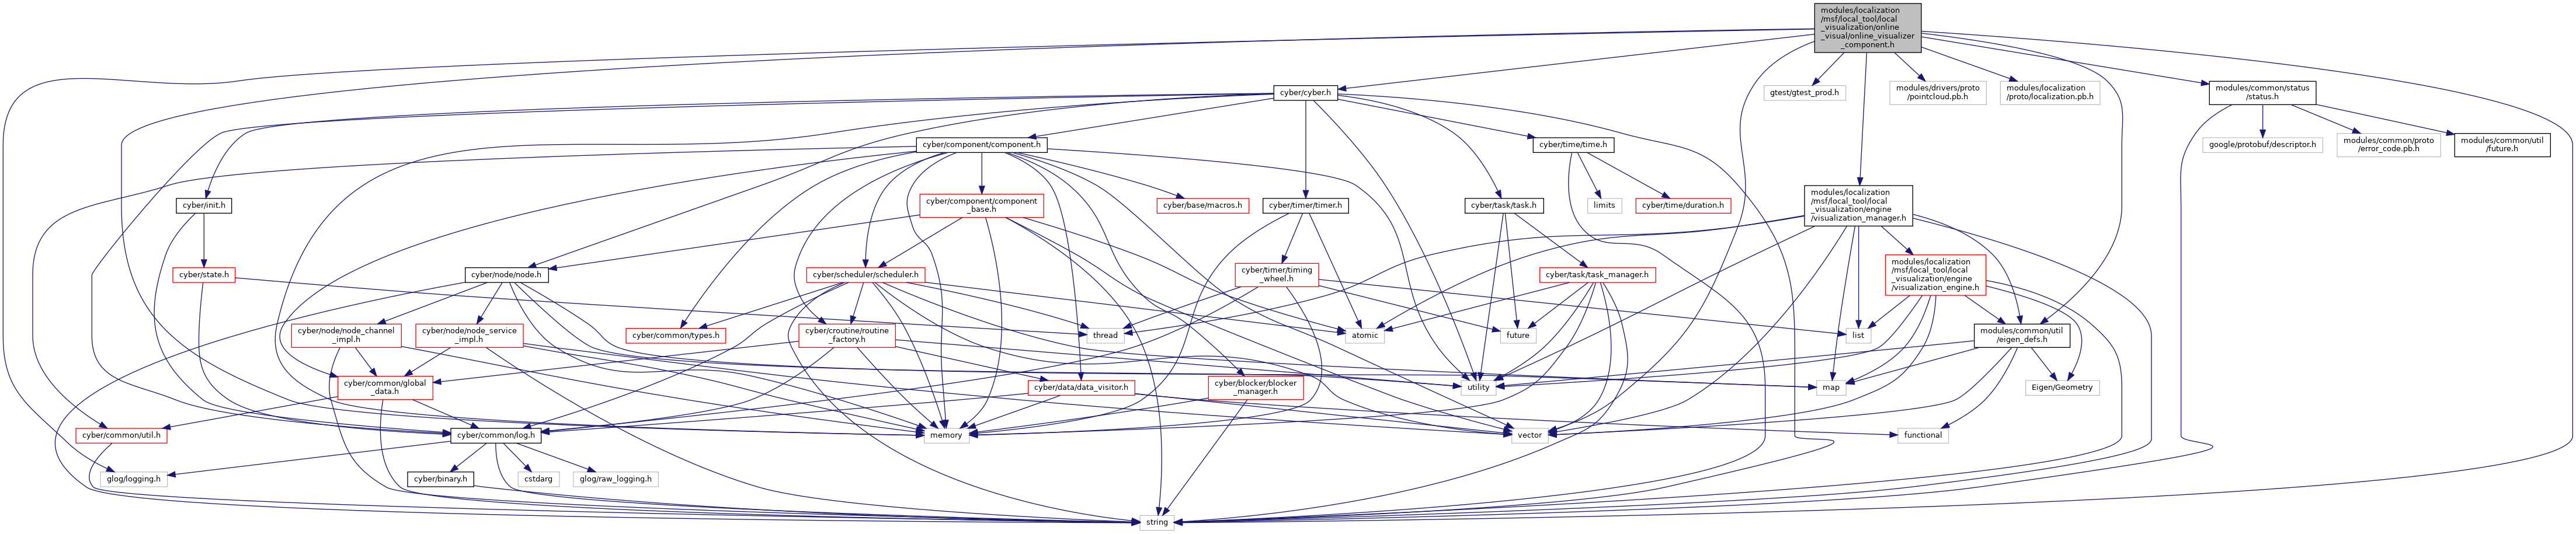 modules/localization
/msf/local_tool/local
_visualization/online
_visual/online_visualizer
_component.h
cyber/cyber.h
gtest/gtest_prod.h
modules/drivers/proto
/pointcloud.pb.h
modules/localization
/proto/localization.pb.h
modules/common/status
/status.h
cyber/component/component.h
cyber/time/time.h
google/protobuf/descriptor.h
modules/common/proto
/error_code.pb.h
modules/common/util
/future.h
cyber/init.h
cyber/component/component
_base.h
cyber/base/macros.h
cyber/timer/timer.h
cyber/task/task.h
limits
cyber/time/duration.h
modules/localization
/msf/local_tool/local
_visualization/engine
/visualization_manager.h
cyber/state.h
cyber/node/node.h
cyber/scheduler/scheduler.h
cyber/timer/timing
_wheel.h
cyber/task/task_manager.h
modules/localization
/msf/local_tool/local
_visualization/engine
/visualization_engine.h
cyber/node/node_channel
_impl.h
cyber/node/node_service
_impl.h
cyber/common/types.h
cyber/croutine/routine
_factory.h
thread
atomic
future
list
modules/common/util
/eigen_defs.h
cyber/common/global
_data.h
cyber/data/data_visitor.h
cyber/blocker/blocker
_manager.h
utility
map
Eigen/Geometry
cyber/common/util.h
cyber/common/log.h
memory
vector
functional
glog/logging.h
cyber/binary.h
cstdarg
glog/raw_logging.h
string